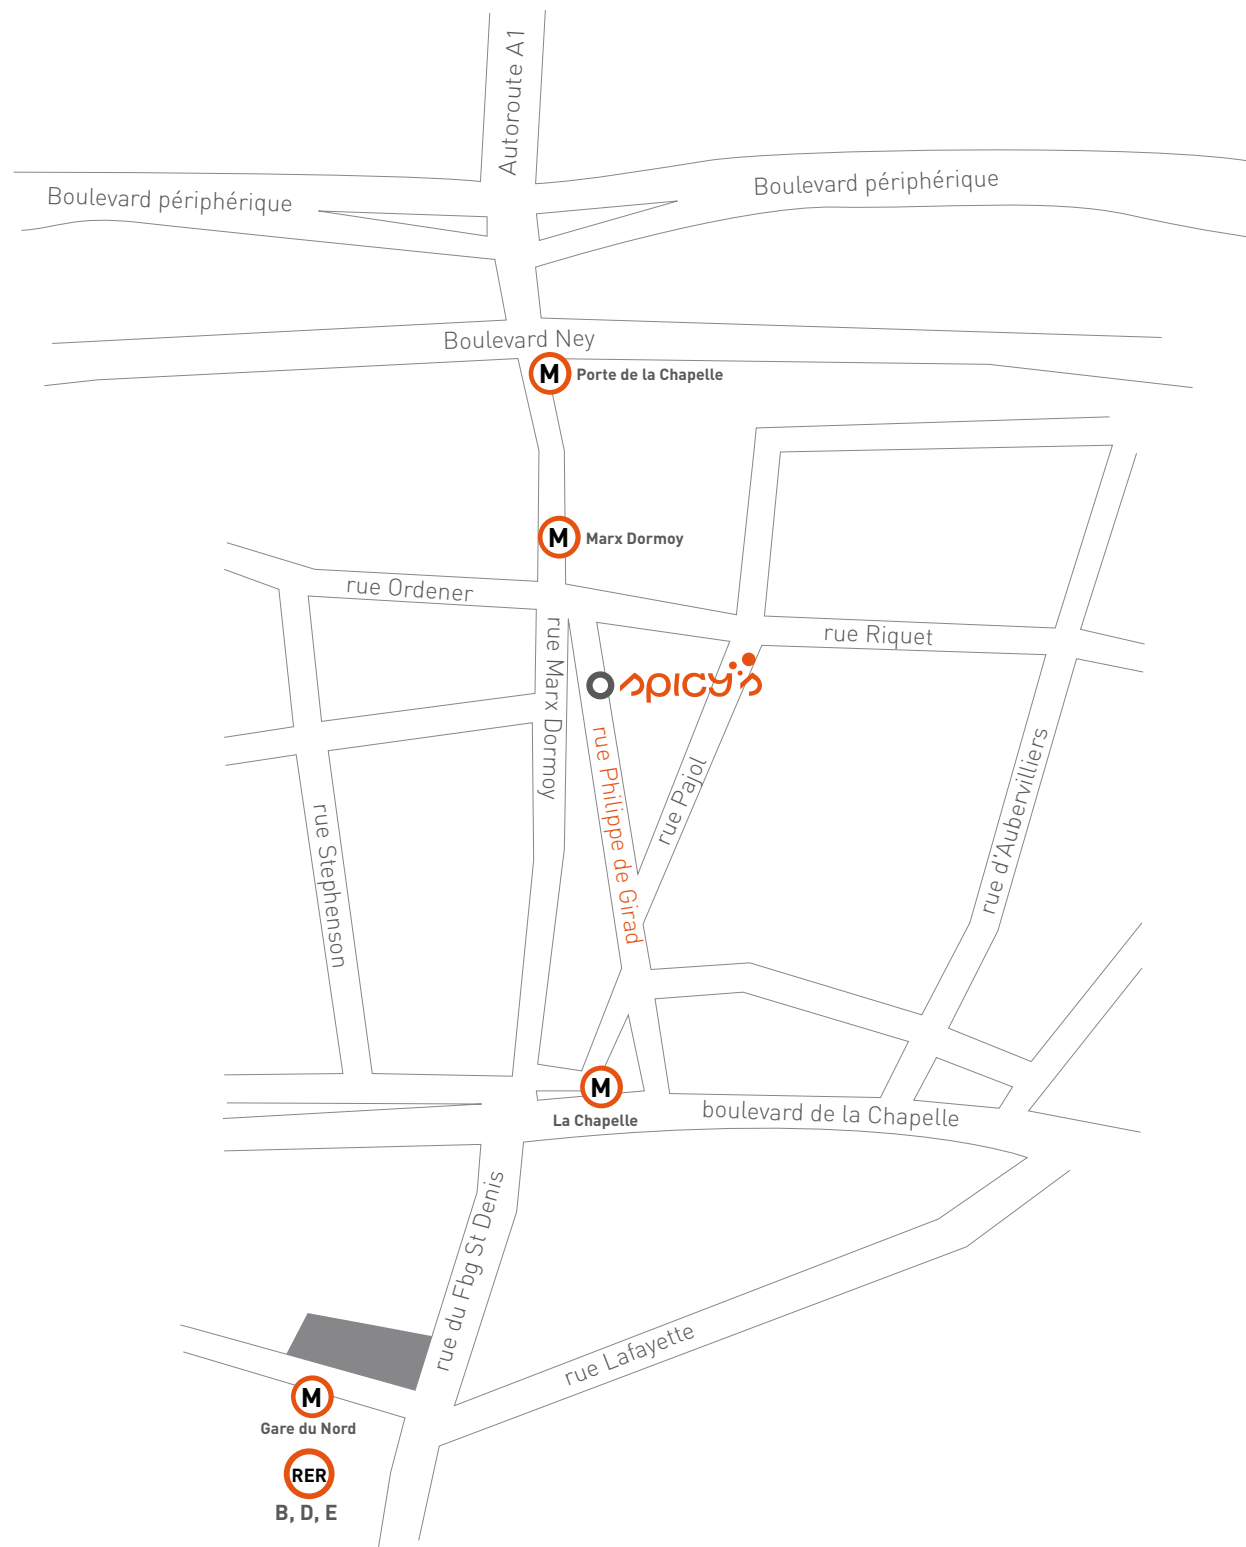 Autoroute A1
Boulevard périphérique
Boulevard périphérique
Boulevard Ney
M
Porte de la Chapelle
M
Marx Dormoy
rue Ordener
rue Riquet
rue Marx Dormoy
spicy's
rue Philippe de Girad
rue Pajol
rue d'Aubervilliers
rue Stephenson
M
La Chapelle
boulevard de la Chapelle
rue du Fbg St Denis
rue Lafayette
M
Gare du Nord
RER
B, D, E